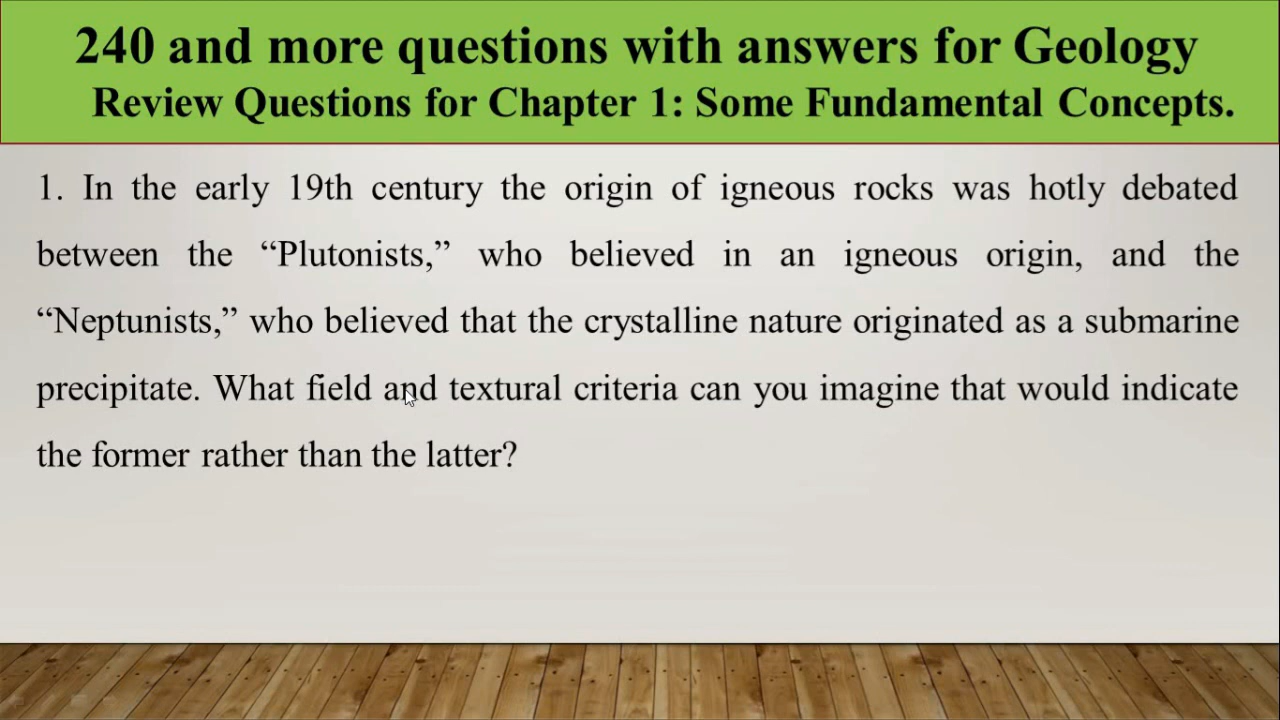 240 and more questions with answers for Geology
Review Questions for Chapter 1: Some Fundamental Concepts.
1. In the early 19th century the origin of igneous rocks was hotly debated
between the “Plutonists,” who believed in an igneous origin, and the
“Neptunists,” who believed that the crystalline nature originated as a submarine
precipitate. What field and textural criteria can you imagine that would indicate
the former rather than the latter?